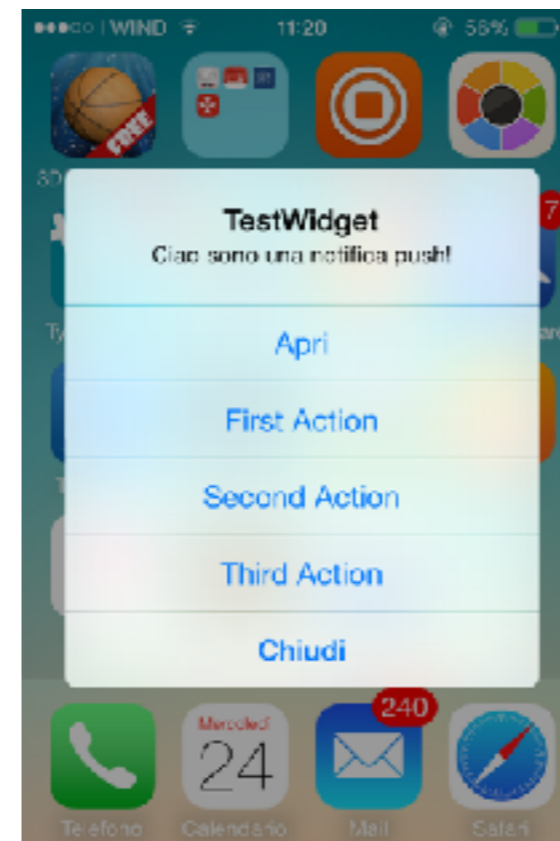 WIND 11:20 56%
FREE
3D
7
TestWidget
Ciao sono una notifica push!
Apri
First Action
Second Action
Third Action
Chiudi
240
Mercoledì
24
Telefono Calendario Mail Safari